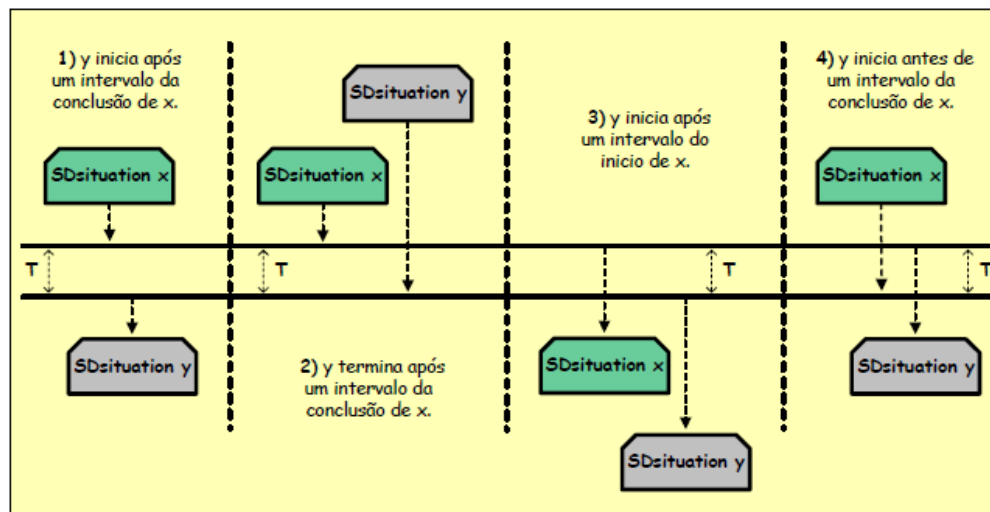 1) y inicia após
um intervalo da
conclusão de x.
SDsituation x
T
SDsituation y
SDsituation y
SDsituation x
T
2) y termina após
um intervalo da
conclusão de x.
3) y inicia após
um intervalo do
inicio de x.
T
SDsituation x
SDsituation y
4) y inicia antes de
um intervalo da
conclusão de x.
SDsituation x
T
SDsituation y